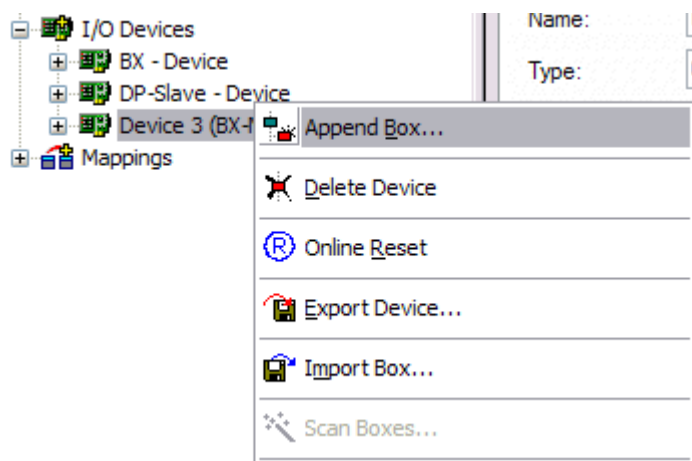 I/O Devices
Name:
BX - Device
Type:
DP-Slave - Device
Device 3 (BX-
Append Box...
Mappings
Delete Device
Online Reset
Export Device...
Import Box...
Scan Boxes...